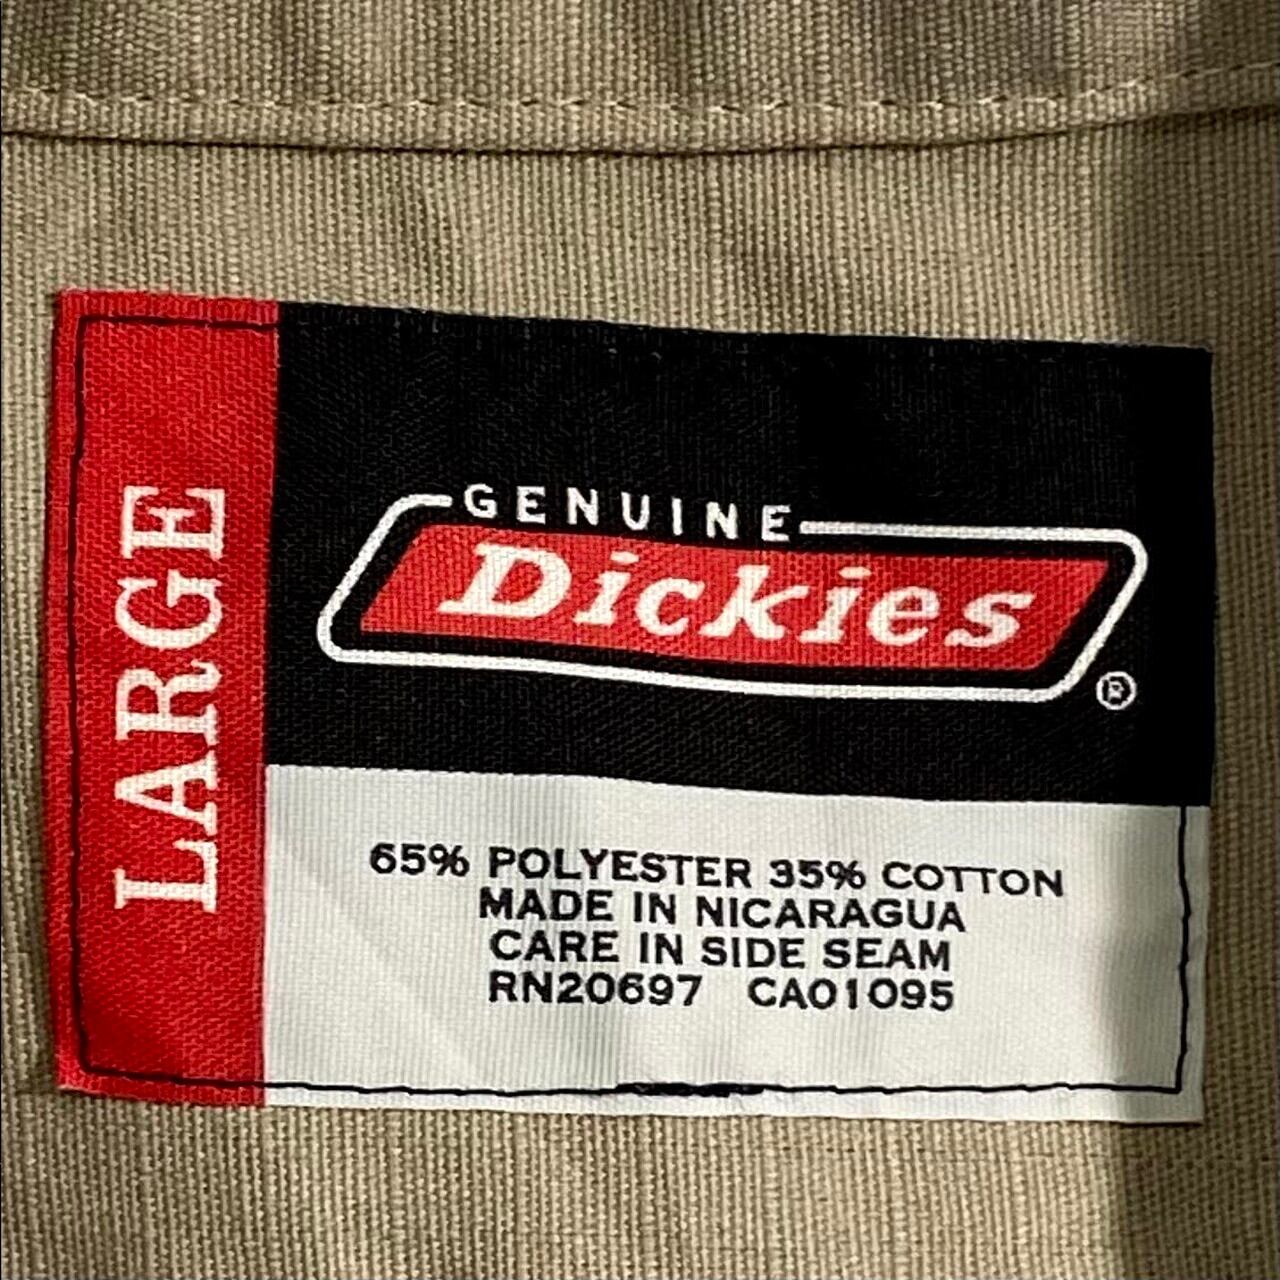 LARGE
GENUINE
Dickies
®
65% POLYESTER 35% COTTON
MADE IN NICARAGUA
CARE IN SIDE SEAM
RN20697 CA01095